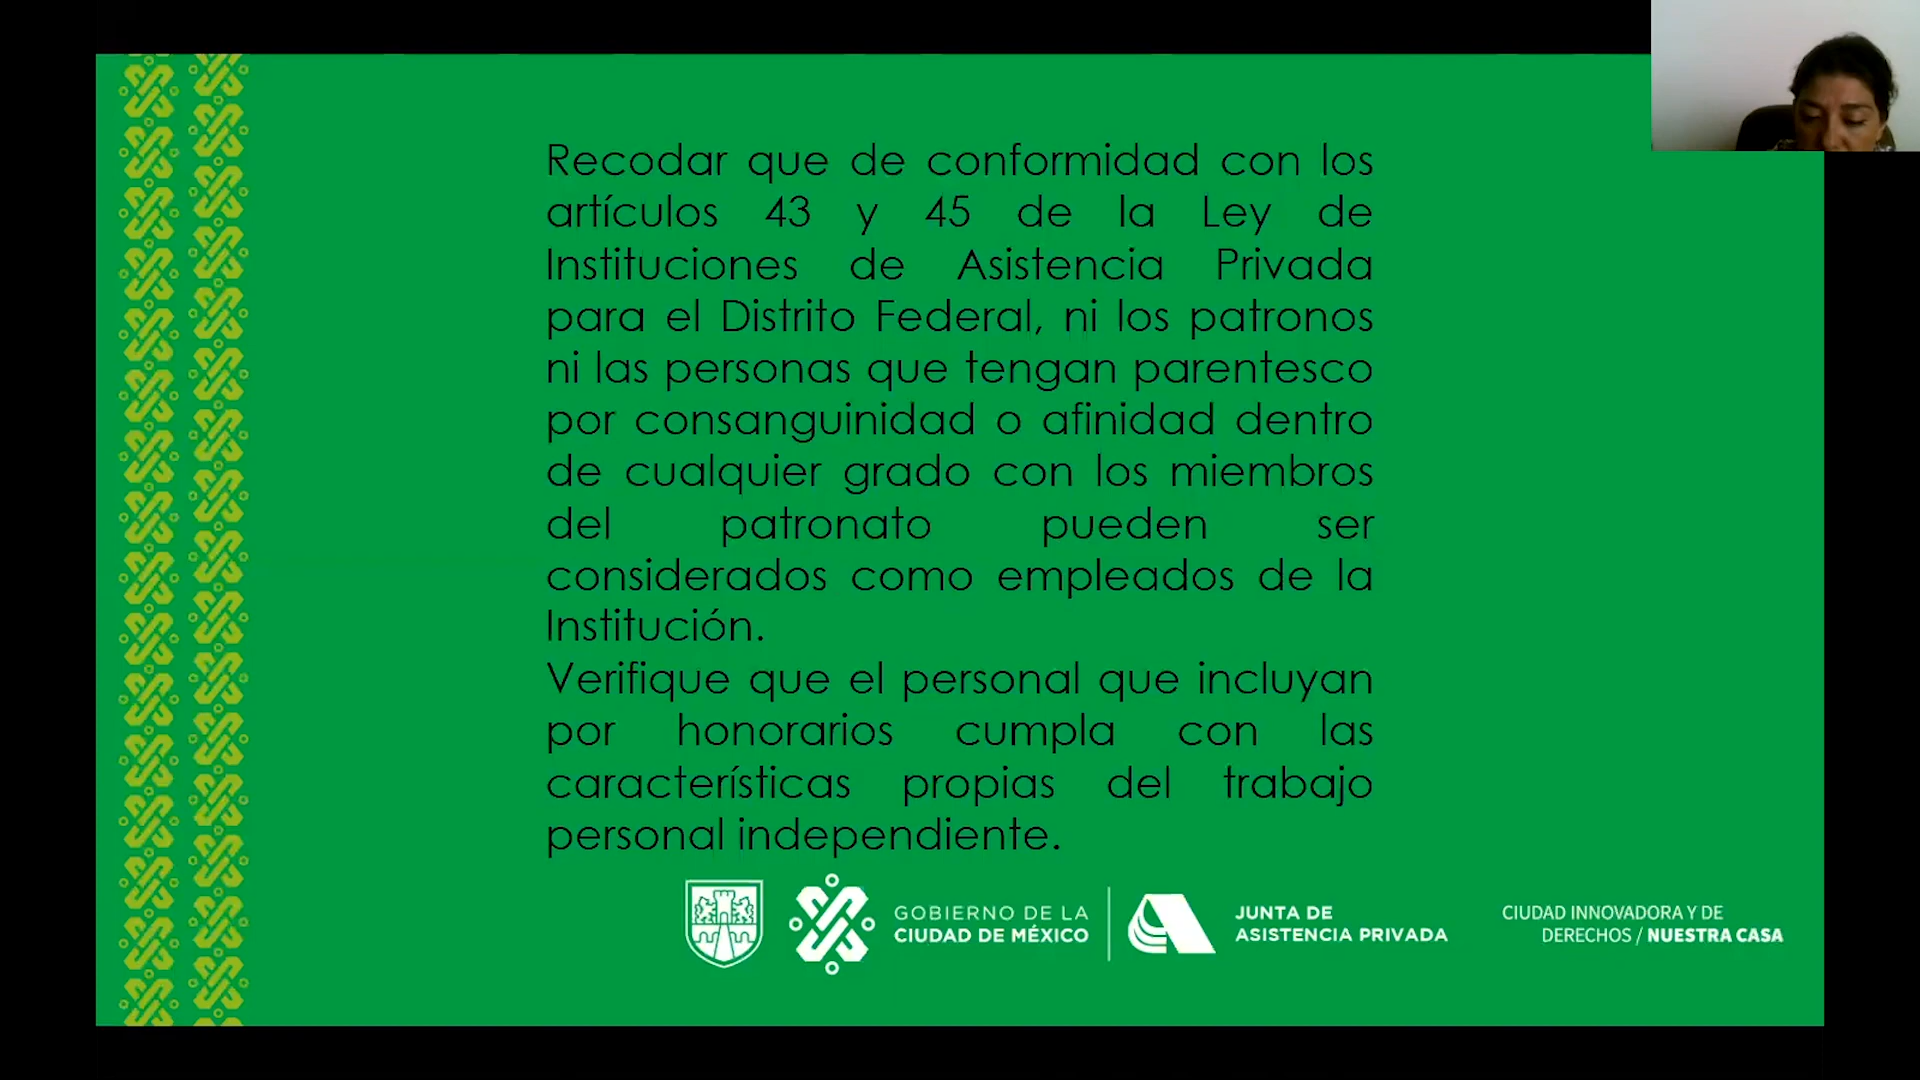 Recodar que de conformidad con los
artículos 43 y 45 de la Ley de
Instituciones de Asistencia Privada
para el Distrito Federal, ni los patronos
ni las personas que tengan parentesco
por consanguinidad o afinidad dentro
de cualquier grado con los miembros
del patronato pueden ser
considerados como empleados de la
Institución.
Verifique que el personal que incluyan
por honorarios cumpla con las
características propias del trabajo
personal independiente.
GOBIERNO DE LA
CIUDAD DE MÉXICO
JUNTA DE
ASISTENCIA PRIVADA
CIUDAD INNOVADORA Y DE
DERECHOS / NUESTRA CASA